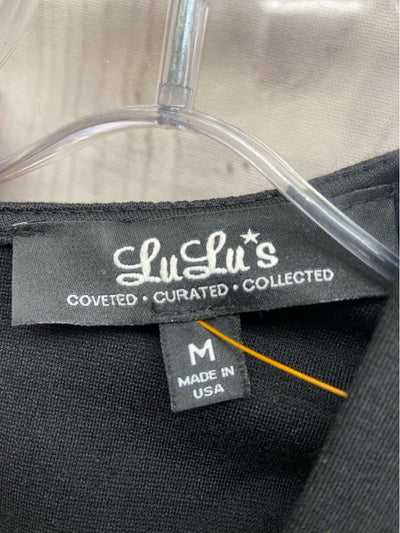 LuLu's
COVETED • CURATED • COLLECTED
M
MADE IN
USA